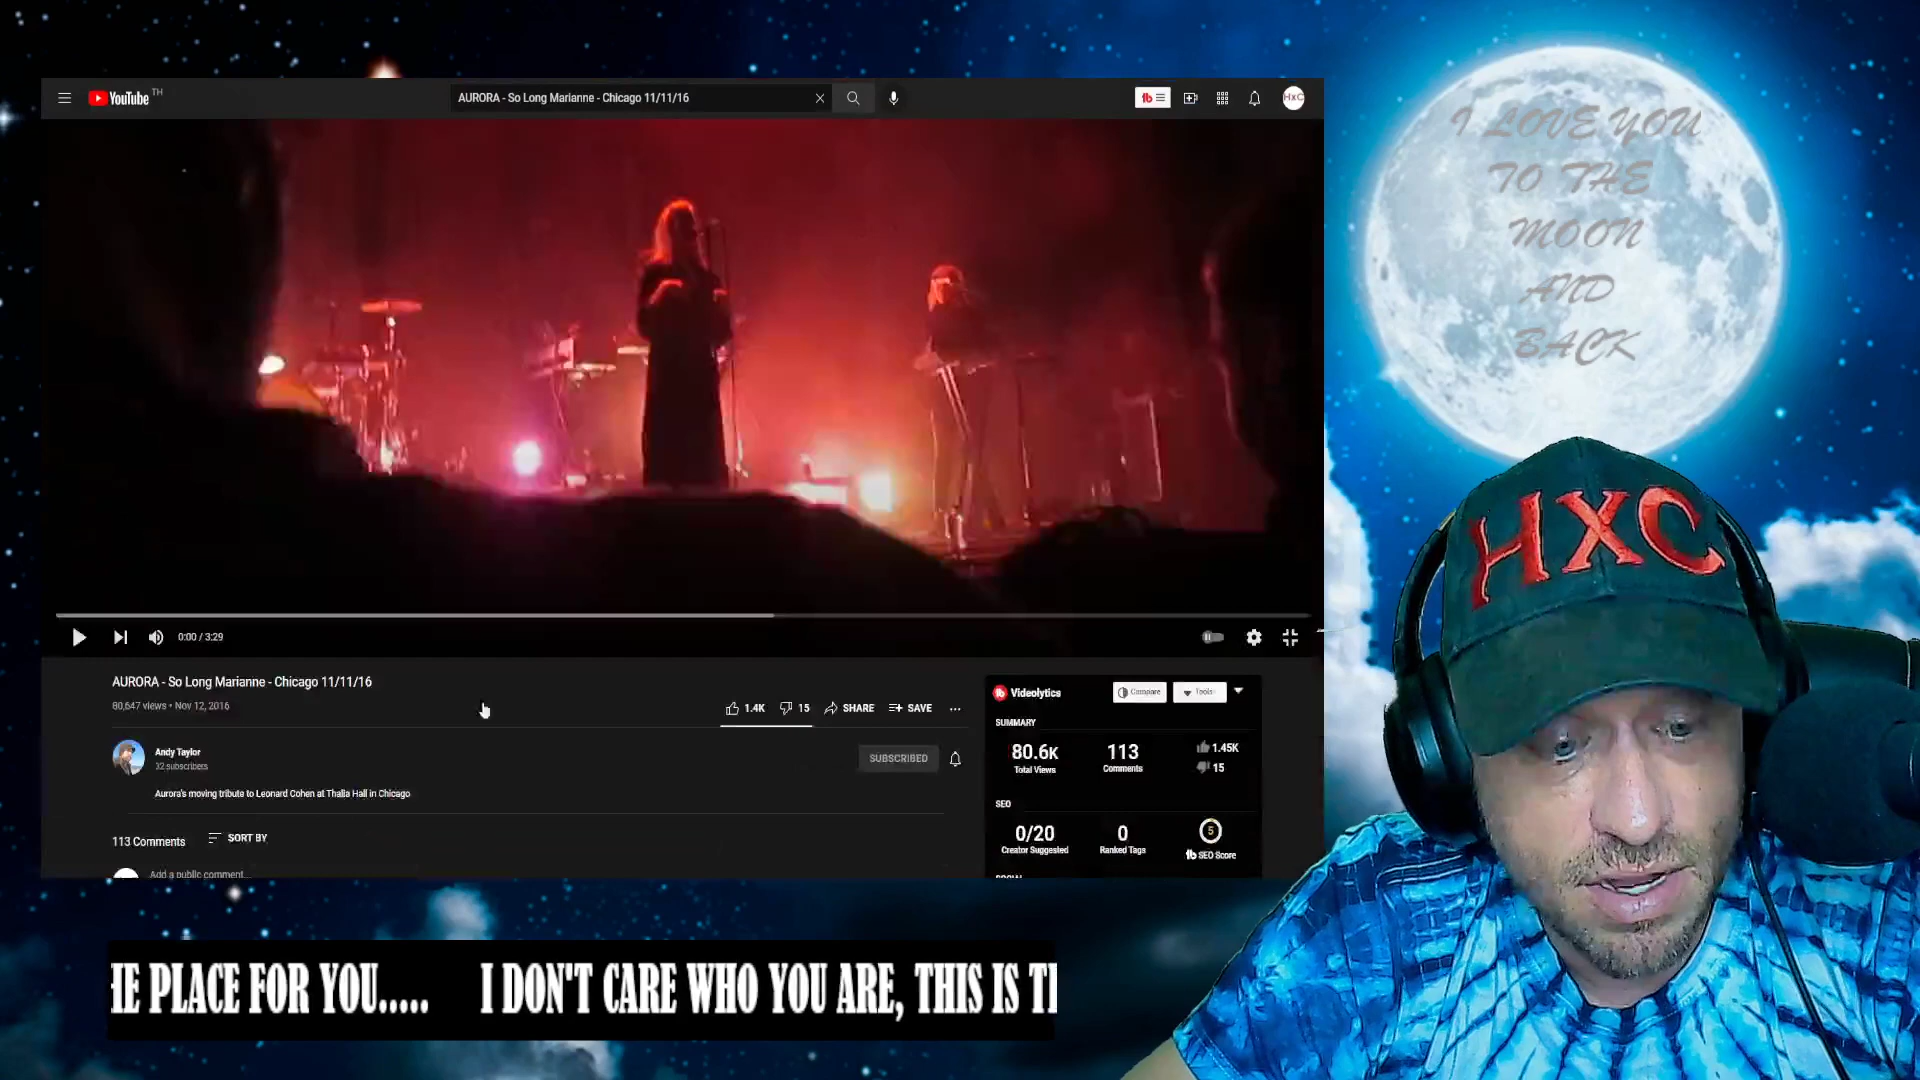 YouTube TH
AURORA - So Long Marianne - Chicago 11/11/16
HxC
I LOVE YOU
TO THE
MOON
AND
BACK
HXC
0:00 / 3:29
AURORA - So Long Marianne - Chicago 11/11/16
80,647 views • Nov 12, 2016
1.4K 15 SHARE SAVE
Andy Taylor
32 subscribers
SUBSCRIBED
Aurora's moving tribute to Leonard Cohen at Thalia Hall in Chicago
113 Comments SORT BY
Add a public comment...
Videolytics Compare Tools
SUMMARY
80.6K 113 1.45K
Total Views Comments 15
SEO
0/20 0 5
Creator Suggested Ranked Tags tb SEO Score
HE PLACE FOR YOU..... I DON'T CARE WHO YOU ARE, THIS IS T